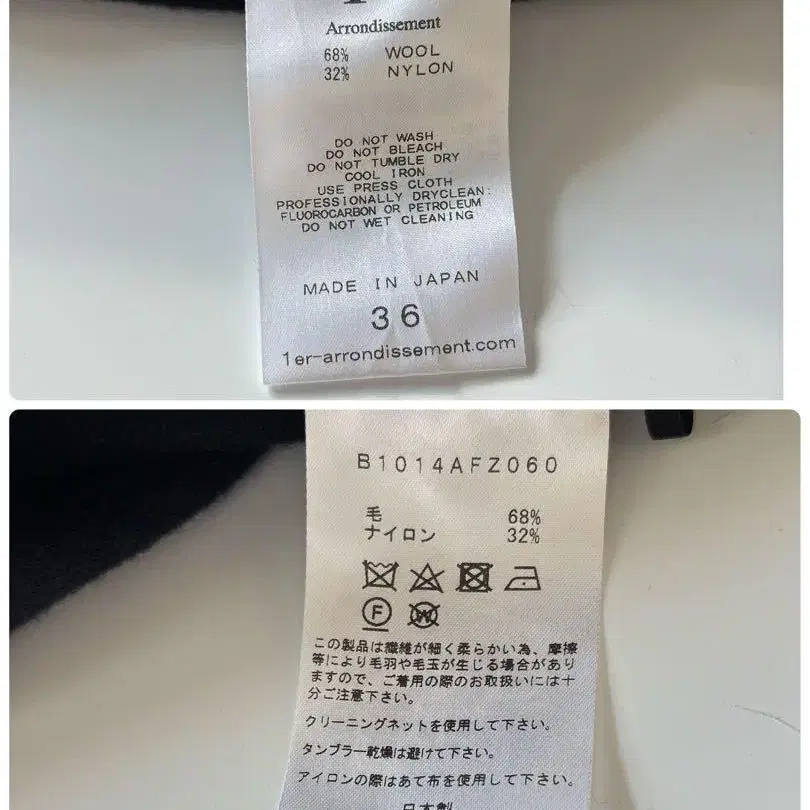 Arrondissement
68% WOOL
32% NYLON
DO NOT WASH
DO NOT BLEACH
DO NOT TUMBLE DRY
COOL IRON
USE PRESS CLOTH
PROFESSIONALLY DRYCLEAN:
FLUOROCARBON OR PETROLEUM
DO NOT WET CLEANING
MADE IN JAPAN
36
1er-arrondissement.com
B1014AFZ060
毛 68%
ナイロン 32%
F W
この製品は繊維が細く柔らかい為、摩擦
等により毛羽や毛玉が生じる場合があり
ますので、ご着用の際のお取扱いには十
分ご注意下さい。
クリーニングネットを使用して下さい。
タンブラー乾燥は避けて下さい。
アイロンの際はあて布を使用して下さい。
日本製